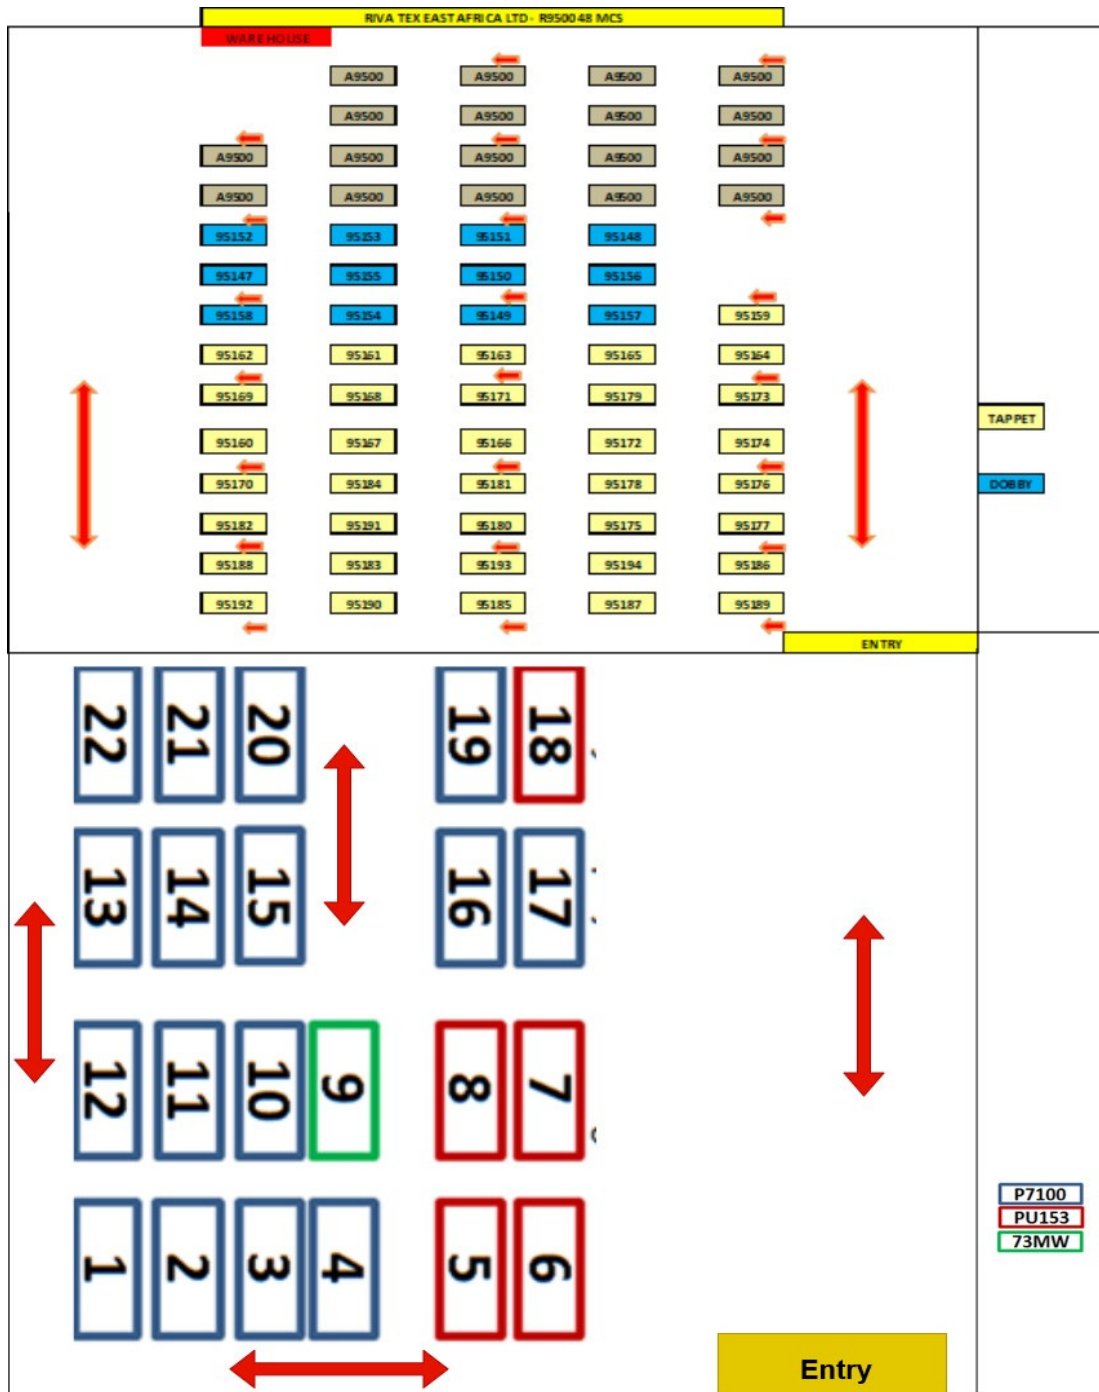 RIVA TEX EAST AFRICA LTD- R9500 48 MCS
WAREHOUSE
A9500 A9500 A9500 A9500
A9500 A9500 A9500 A9500
A9500 A9500 A9500 A9500 A9500
A9500 A9500 A9500 A9500 A9500
95152 95153 95151 95148
95147 95155 95150 95156
95158 95154 95149 95157 95159
95162 95161 95163 95165 95164
95169 95168 95171 95179 95173
TAPPET
95160 95167 95166 95172 95174
95170 95184 95181 95178 95176
DOBBY
95182 95191 95180 95175 95177
95188 95183 95193 95194 95186
95192 95190 95185 95187 95189
ENTRY
22 21 20 19 18
13 14 15 16 17
12 11 10 9 8 7
P7100
PU153
73MW
1 2 3 4 5 6
Entry